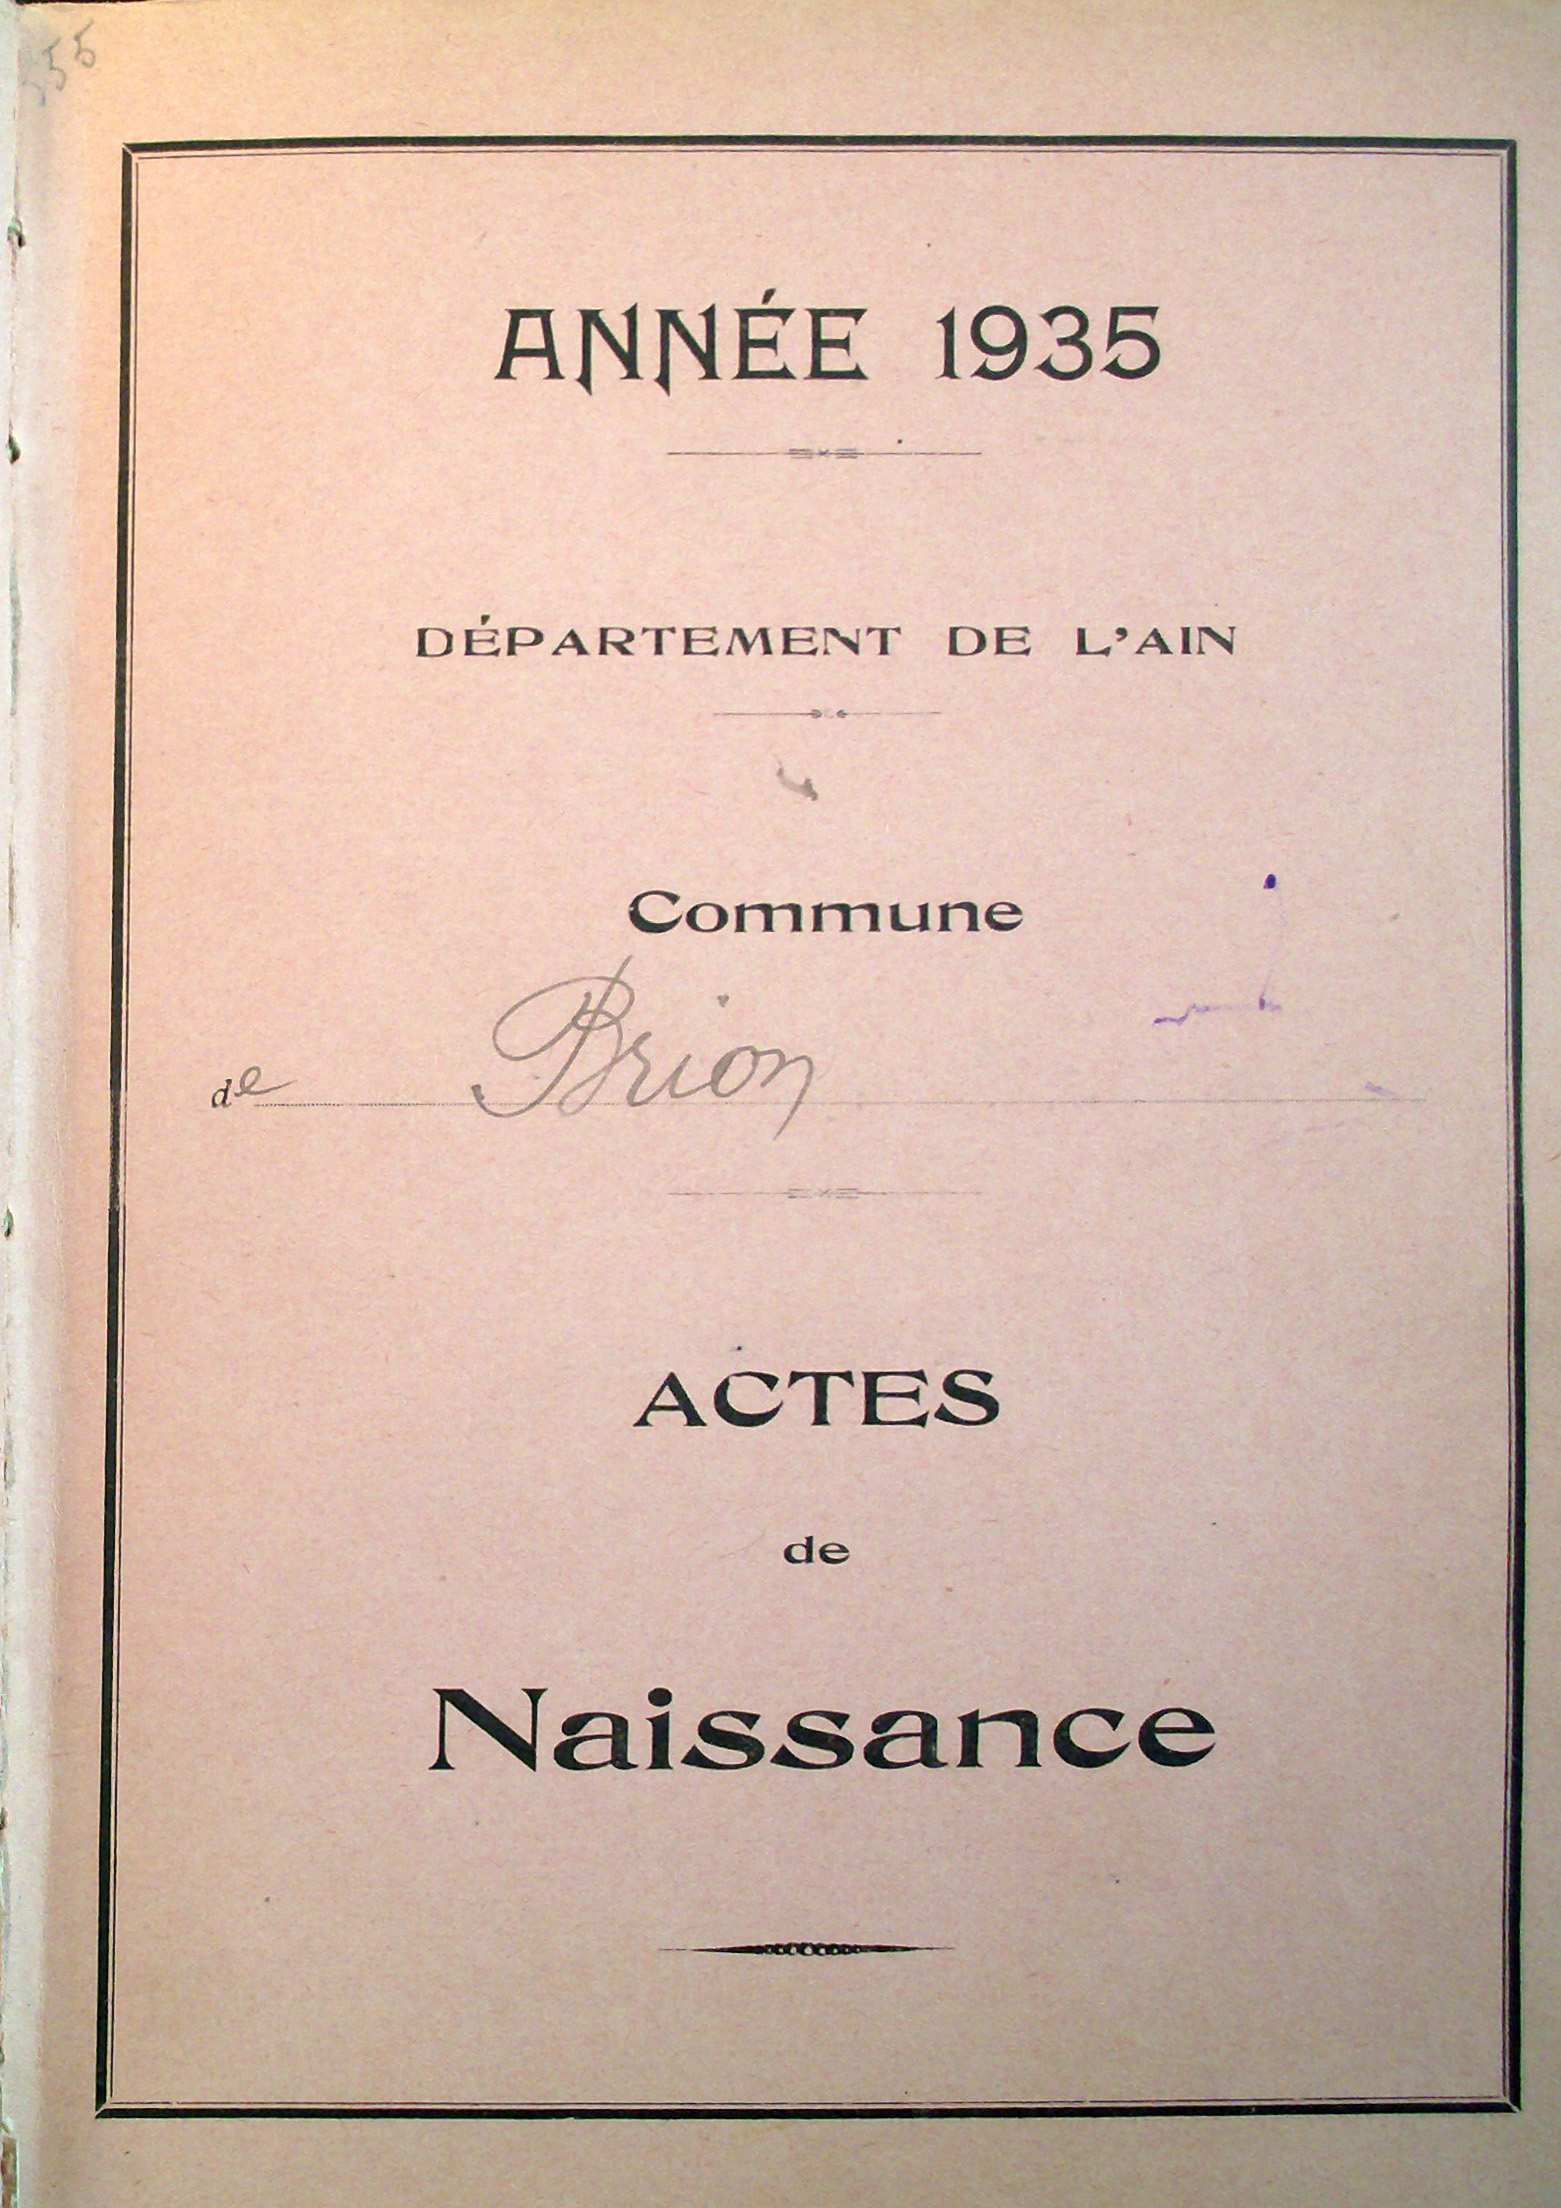 ANNÉE 1935
DÉPARTEMENT DE L'AIN
Commune
de Brion
ACTES
de
Naissance